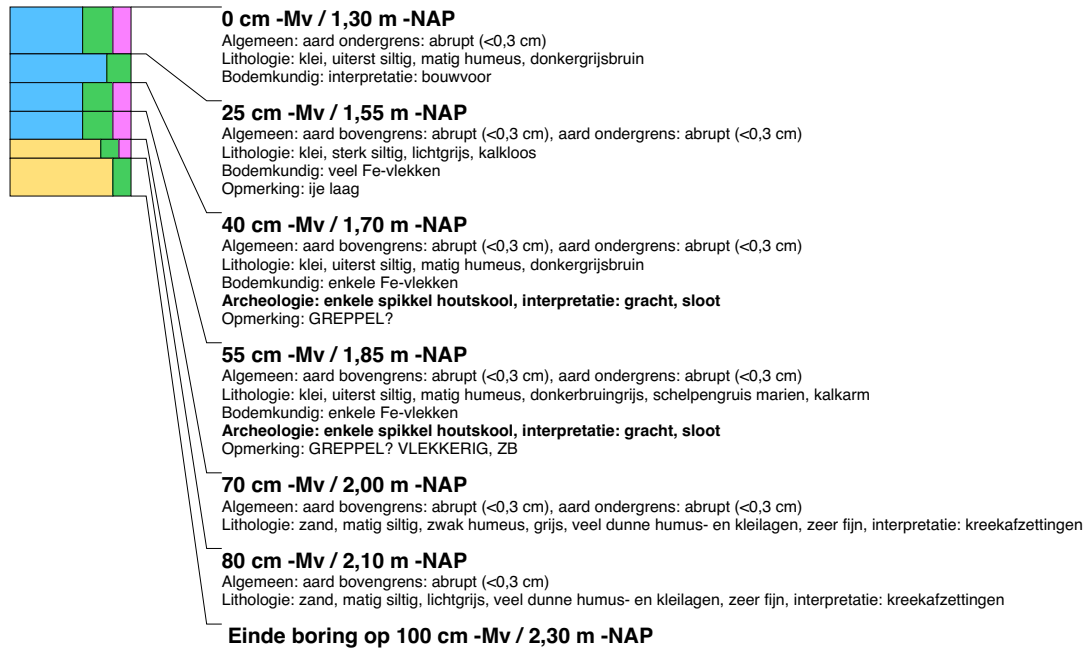 0 cm -Mv / 1,30 m -NAP
Algemeen: aard ondergrens: abrupt (<0,3 cm)
Lithologie: klei, uiterst siltig, matig humeus, donkergrijsbruin
Bodemkundig: interpretatie: bouwvoor
25 cm -Mv / 1,55 m -NAP
Algemeen: aard bovengrens: abrupt (<0,3 cm), aard ondergrens: abrupt (<0,3 cm)
Lithologie: klei, sterk siltig, lichtgrijs, kalkloos
Bodemkundig: veel Fe-vlekken
Opmerking: ije laag
40 cm -Mv / 1,70 m -NAP
Algemeen: aard bovengrens: abrupt (<0,3 cm), aard ondergrens: abrupt (<0,3 cm)
Lithologie: klei, uiterst siltig, matig humeus, donkergrijsbruin
Bodemkundig: enkele Fe-vlekken
Archeologie: enkele spikkel houtskool, interpretatie: gracht, sloot
Opmerking: GREPPEL?
55 cm -Mv / 1,85 m -NAP
Algemeen: aard bovengrens: abrupt (<0,3 cm), aard ondergrens: abrupt (<0,3 cm)
Lithologie: klei, uiterst siltig, matig humeus, donkerbruingrijs, schelpengruis marien, kalkarm
Bodemkundig: enkele Fe-vlekken
Archeologie: enkele spikkel houtskool, interpretatie: gracht, sloot
Opmerking: GREPPEL? VLEKKERIG, ZB
70 cm -Mv / 2,00 m -NAP
Algemeen: aard bovengrens: abrupt (<0,3 cm), aard ondergrens: abrupt (<0,3 cm)
Lithologie: zand, matig siltig, zwak humeus, grijs, veel dunne humus- en kleilagen, zeer fijn, interpretatie: kreekafzettingen
80 cm -Mv / 2,10 m -NAP
Algemeen: aard bovengrens: abrupt (<0,3 cm)
Lithologie: zand, matig siltig, lichtgrijs, veel dunne humus- en kleilagen, zeer fijn, interpretatie: kreekafzettingen
Einde boring op 100 cm -Mv / 2,30 m -NAP